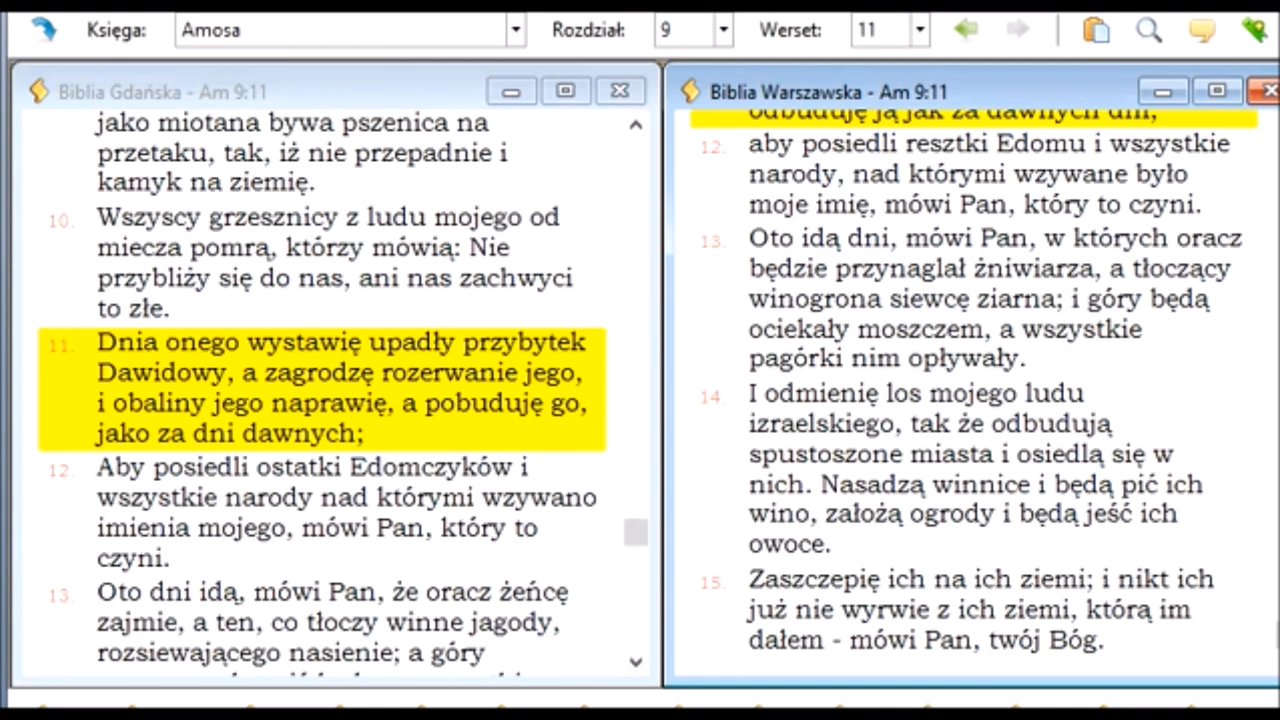 Księga: Amosa Rozdział: 9 Werset: 11
Biblia Gdańska - Am 9:11
jako miotana bywa pszenica na
przetaku, tak, iż nie przepadnie i
kamyk na ziemię.
10. Wszyscy grzesznicy z ludu mojego od
miecza pomrą, którzy mówią: Nie
przybliży się do nas, ani nas zachwyci
to złe.
11. Dnia onego wystawię upadły przybytek
Dawidowy, a zagrodzę rozerwanie jego,
i obaliny jego naprawię, a pobuduję go,
jako za dni dawnych;
12. Aby posiedli ostatki Edomczyków i
wszystkie narody nad którymi wzywano
imienia mojego, mówi Pan, który to
czyni.
13. Oto dni idą, mówi Pan, że oracz żeńcę
zajmie, a ten, co tłoczy winne jagody,
rozsiewającego nasienie; a góry
Biblia Warszawska - Am 9:11
odbuduję ją jak za dawnych dni,
12. aby posiedli resztki Edomu i wszystkie
narody, nad którymi wzywane było
moje imię, mówi Pan, który to czyni.
13. Oto idą dni, mówi Pan, w których oracz
będzie przynaglał żniwiarza, a tłoczący
winogrona siewcę ziarna; i góry będą
ociekały moszczem, a wszystkie
pagórki nim opływały.
14. I odmienię los mojego ludu
izraelskiego, tak że odbudują
spustoszone miasta i osiedlą się w
nich. Nasadzą winnice i będą pić ich
wino, założą ogrody i będą jeść ich
owoce.
15. Zaszczepię ich na ich ziemi; i nikt ich
już nie wyrwie z ich ziemi, którą im
dałem - mówi Pan, twój Bóg.